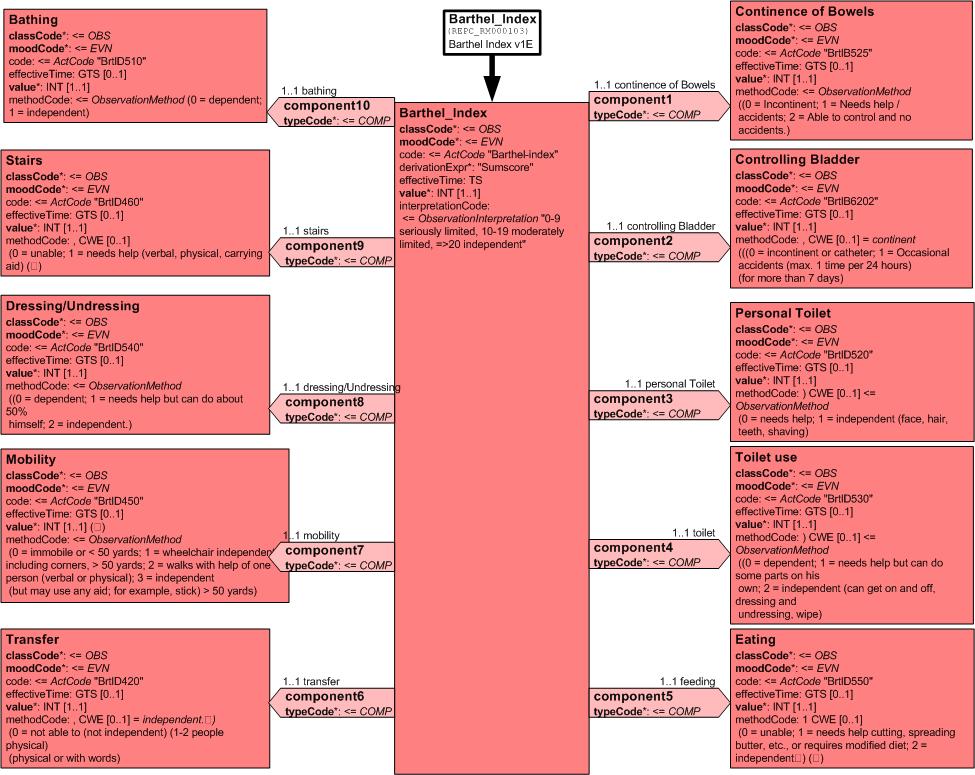 Barthel_Index
(REPC_RM000103)
Barthel Index v1E
Bathing
classCode*: <= OBS
moodCode*: <= EVN
code: <= ActCode "BrtID510"
effectiveTime: GTS [0..1]
value*: INT [1..1]
methodCode: <= ObservationMethod (0 = dependent;
1 = independent)
1..1 bathing
component10
typeCode*: <= COMP
Stairs
classCode*: <= OBS
moodCode*: <= EVN
code: <= ActCode "BrtID460"
effectiveTime: GTS [0..1]
value*: INT [1..1]
methodCode: , CWE [0..1]
(0 = unable; 1 = needs help (verbal, physical, carrying
aid) (□)
1..1 stairs
component9
typeCode*: <= COMP
Dressing/Undressing
classCode*: <= OBS
moodCode*: <= EVN
code: <= ActCode "BrtID540"
effectiveTime: GTS [0..1]
value*: INT [1..1]
methodCode: <= ObservationMethod
((0 = dependent; 1 = needs help but can do about
50%
himself; 2 = independent.)
1..1 dressing/Undressing
component8
typeCode*: <= COMP
Mobility
classCode*: <= OBS
moodCode*: <= EVN
code: <= ActCode "BrtID450"
effectiveTime: GTS [0..1]
value*: INT [1..1] (□)
methodCode: <= ObservationMethod
(0 = immobile or < 50 yards; 1 = wheelchair independent
including corners, > 50 yards; 2 = walks with help of one
person (verbal or physical); 3 = independent
(but may use any aid; for example, stick) > 50 yards)
1..1 mobility
component7
typeCode*: <= COMP
Transfer
classCode*: <= OBS
moodCode*: <= EVN
code: <= ActCode "BrtID420"
effectiveTime: GTS [0..1]
value*: INT [1..1]
methodCode: , CWE [0..1] = independent.□)
(0 = not able to (not independent) (1-2 people
physical)
(physical or with words)
1..1 transfer
component6
typeCode*: <= COMP
Barthel_Index
classCode*: <= OBS
moodCode*: <= EVN
code: <= ActCode "Barthel-index"
derivationExpr*: "Sumscore"
effectiveTime: TS
value*: INT [1..1]
interpretationCode:
<= ObservationInterpretation "0-9
seriously limited, 10-19 moderately
limited, =>20 independent"
1..1 continence of Bowels
component1
typeCode*: <= COMP
Continence of Bowels
classCode*: <= OBS
moodCode*: <= EVN
code: <= ActCode "BrtIB525"
effectiveTime: GTS [0..1]
value*: INT [1..1]
methodCode: <= ObservationMethod
((0 = Incontinent; 1 = Needs help /
accidents; 2 = Able to control and no
accidents.)
1..1 controlling Bladder
component2
typeCode*: <= COMP
Controlling Bladder
classCode*: <= OBS
moodCode*: <= EVN
code: <= ActCode "BrtIB6202"
effectiveTime: GTS [0..1]
value*: INT [1..1]
methodCode: , CWE [0..1] = continent
(((0 = incontinent or catheter; 1 = Occasional
accidents (max. 1 time per 24 hours)
(for more than 7 days)
1..1 personal Toilet
component3
typeCode*: <= COMP
Personal Toilet
classCode*: <= OBS
moodCode*: <= EVN
code: <= ActCode "BrtID520"
effectiveTime: GTS [0..1]
value*: INT [1..1]
methodCode: ) CWE [0..1] <=
ObservationMethod
(0 = needs help; 1 = independent (face, hair,
teeth, shaving)
1..1 toilet
component4
typeCode*: <= COMP
Toilet use
classCode*: <= OBS
moodCode*: <= EVN
code: <= ActCode "BrtID530"
effectiveTime: GTS [0..1]
value*: INT [1..1]
methodCode: ) CWE [0..1] <=
ObservationMethod
((0 = dependent; 1 = needs help but can do
some parts on his
own; 2 = independent (can get on and off,
dressing and
undressing, wipe)
1..1 feeding
component5
typeCode*: <= COMP
Eating
classCode*: <= OBS
moodCode*: <= EVN
code: <= ActCode "BrtID550"
effectiveTime: GTS [0..1]
value*: INT [1..1]
methodCode: 1 CWE [0..1]
(0 = unable; 1 = needs help cutting, spreading
butter, etc., or requires modified diet; 2 =
independent□) (□)